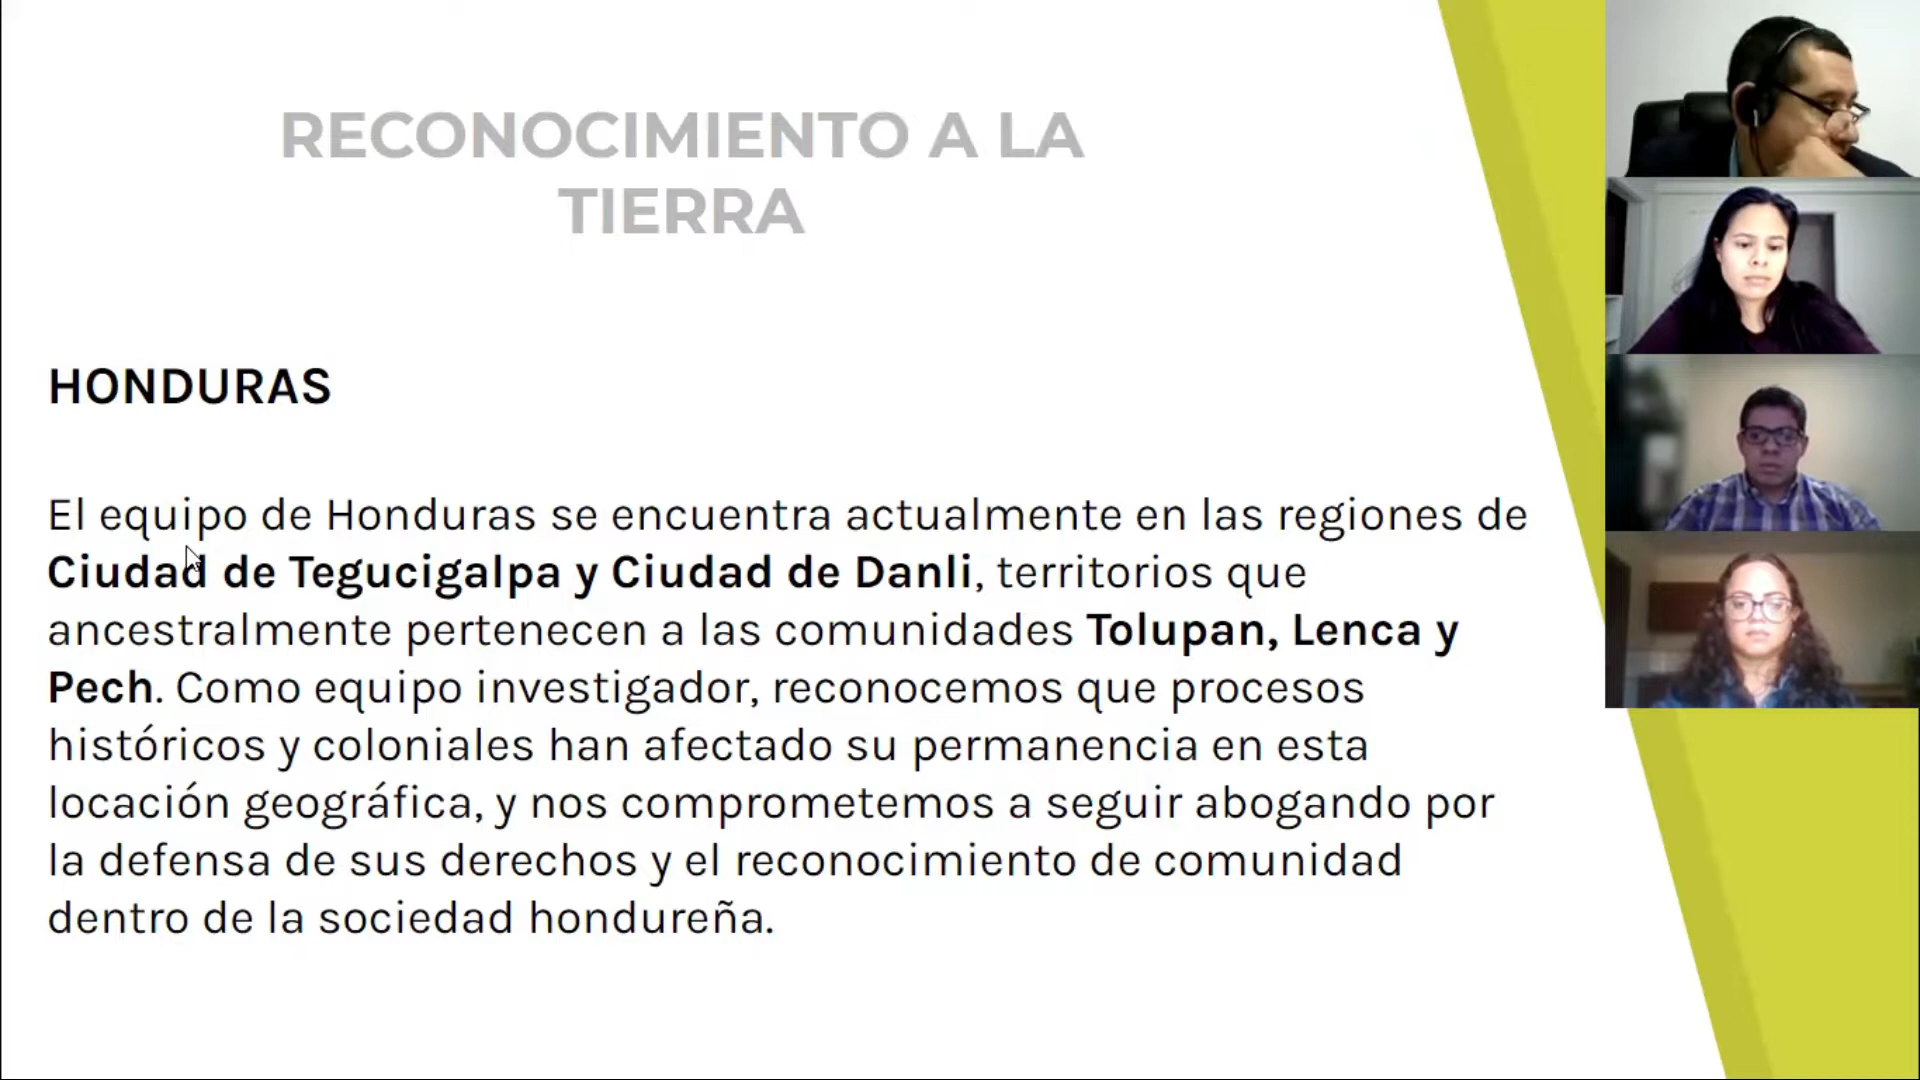 RECONOCIMIENTO A LA
TIERRA
HONDURAS
El equipo de Honduras se encuentra actualmente en las regiones de
Ciudad de Tegucigalpa y Ciudad de Danli, territorios que
ancestralmente pertenecen a las comunidades Tolupan, Lenca y
Pech. Como equipo investigador, reconocemos que procesos
históricos y coloniales han afectado su permanencia en esta
locación geográfica, y nos comprometemos a seguir abogando por
la defensa de sus derechos y el reconocimiento de comunidad
dentro de la sociedad hondureña.